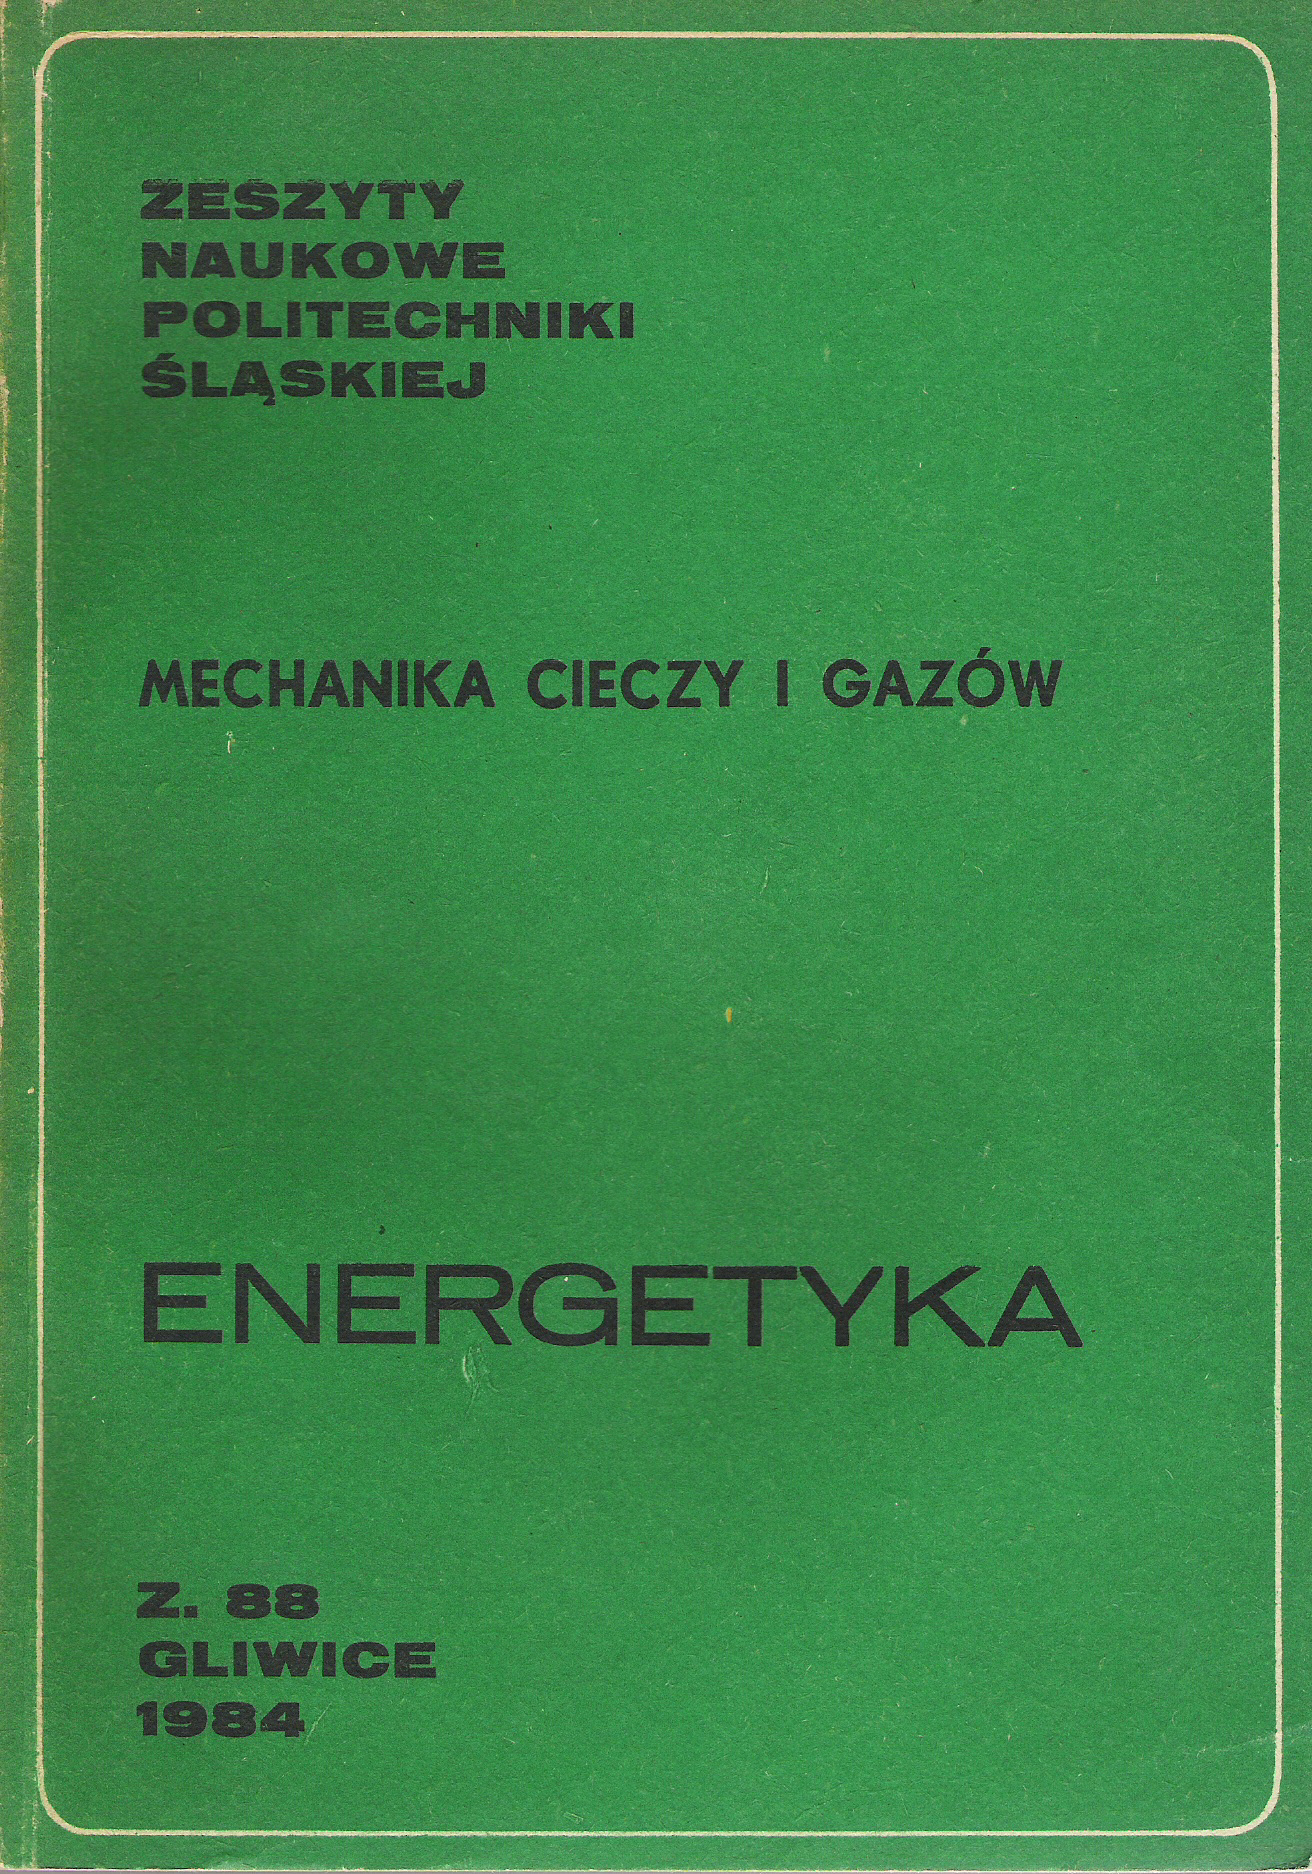 ZESZYTY
NAUKOWE
POLITECHNIKI
ŚLĄSKIEJ
MECHANIKA CIECZY I GAZÓW
ENERGETYKA
Z. 88
GLIWICE
1984